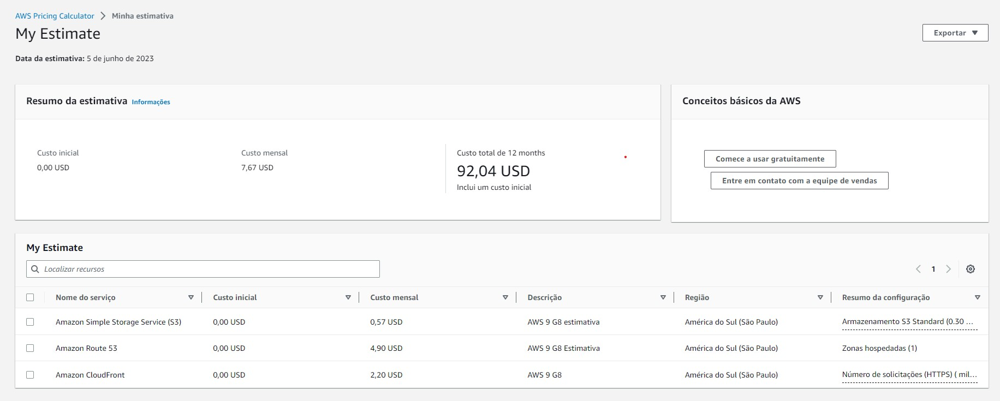 AWS Pricing Calculator > Minha estimativa
My Estimate
Exportar
Data da estimativa: 5 de junho de 2023
Resumo da estimativa Informações
Conceitos básicos da AWS
Custo inicial
0,00 USD
Custo mensal
7,67 USD
Custo total de 12 months
92,04 USD
Inclui um custo inicial
Comece a usar gratuitamente
Entre em contato com a equipe de vendas
My Estimate
Localizar recursos
1
Nome do serviço Custo inicial Custo mensal Descrição Região Resumo da configuração
Amazon Simple Storage Service (S3) 0,00 USD 0,57 USD AWS 9 G8 estimativa América do Sul (São Paulo) Armazenamento S3 Standard (0.30 ...
Amazon Route 53 0,00 USD 4,90 USD AWS 9 G8 Estimativa América do Sul (São Paulo) Zonas hospedadas (1)
Amazon CloudFront 0,00 USD 2,20 USD AWS 9 G8 América do Sul (São Paulo) Número de solicitações (HTTPS) ( mil...